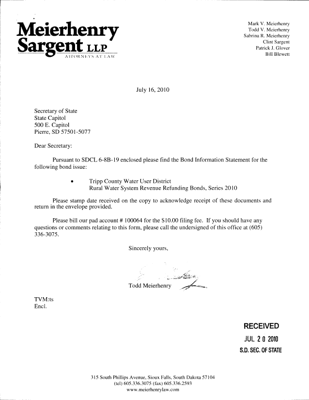 Meierhenry
Sargent LLP
ATTORNEYS AT LAW
Mark V. Meierhenry
Todd V. Meierhenry
Sabrina R. Meierhenry
Clint Sargent
Patrick J. Glover
Bill Blewett
July 16, 2010
Secretary of State
State Capitol
500 E. Capitol
Pierre, SD 57501-5077
Dear Secretary:
Pursuant to SDCL 6-8B-19 enclosed please find the Bond Information Statement for the
following bond issue:
• Tripp County Water User District
Rural Water System Revenue Refunding Bonds, Series 2010
Please stamp date received on the copy to acknowledge receipt of these documents and
return in the envelope provided.
Please bill our pad account # 100064 for the $10.00 filing fee. If you should have any
questions or comments relating to this form, please call the undersigned of this office at (605)
336-3075.
Sincerely yours,
Todd Meierhenry
TVM:ts
Encl.
RECEIVED
JUL 20 2010
S.D. SEC. OF STATE
315 South Phillips Avenue, Sioux Falls, South Dakota 57104
(tel) 605.336.3075 (fax) 605.336.2593
www.meierhenrylaw.com